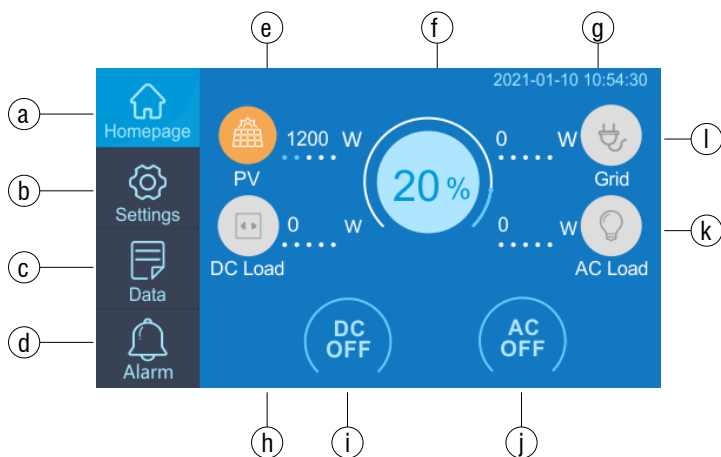 e
f
g
2021-01-10 10:54:30
a
Homepage
1200 W
0 W
l
PV
Grid
20%
b
Settings
0 W
0 W
k
DC Load
AC Load
c
Data
d
Alarm
DC
OFF
AC
OFF
h
i
j